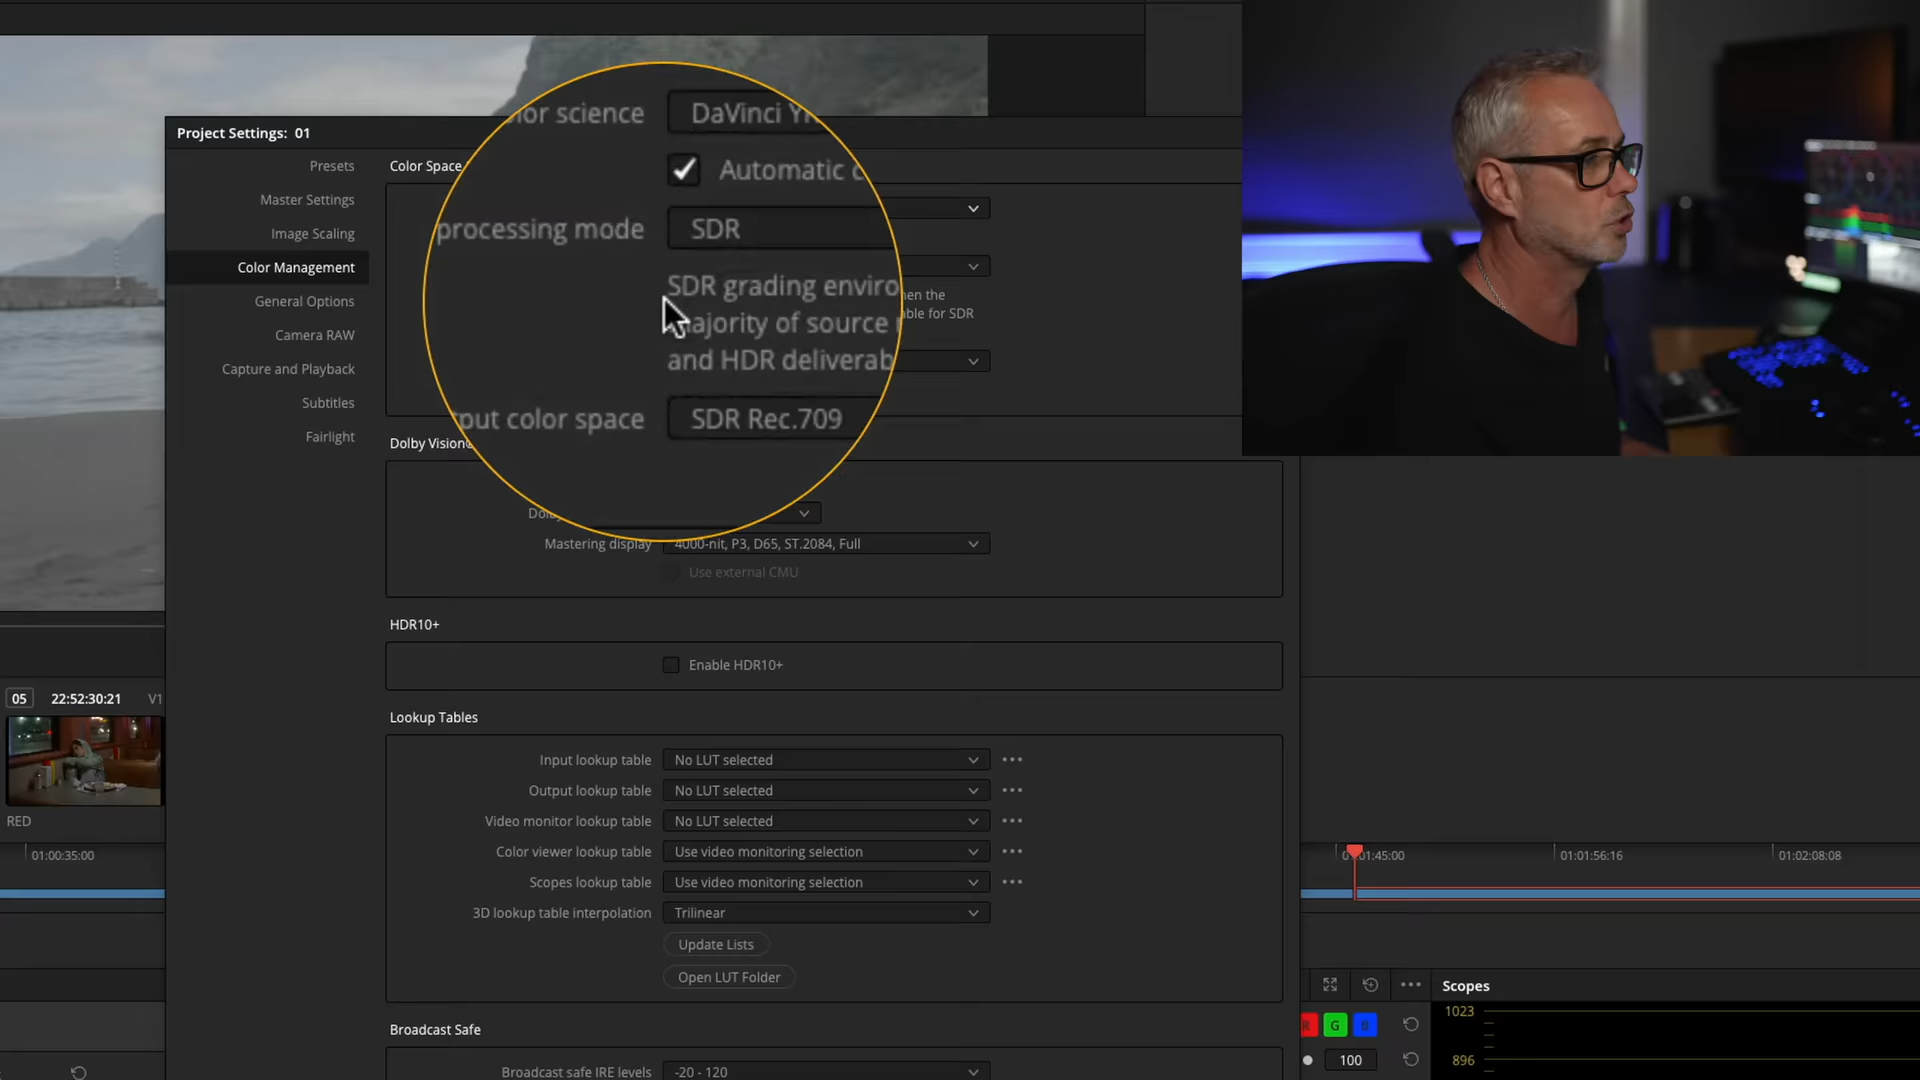 Project Settings: 01
Presets
Master Settings
Image Scaling
Color Management
General Options
Camera RAW
Capture and Playback
Subtitles
Fairlight
Color Space
color science DaVinci
Automatic
processing mode SDR
SDR grading enviro
majority of source
and HDR deliverab
when the
able for SDR
color space SDR Rec.709
Dolby Vision
Mastering display 4000-nit, P3, D65, ST.2084, Full
Use external CMU
HDR10+
Enable HDR10+
Lookup Tables
Input lookup table No LUT selected
Output lookup table No LUT selected
Video monitor lookup table No LUT selected
Color viewer lookup table Use video monitoring selection
Scopes lookup table Use video monitoring selection
3D lookup table interpolation Trilinear
Update Lists
Open LUT Folder
Broadcast Safe
Broadcast safe IRE levels -20 - 120
05 22:52:30:21 V1
RED
01:00:35:00
01:01:45:00 01:01:56:16 01:02:08:08
Scopes
1023
R G B
100 896